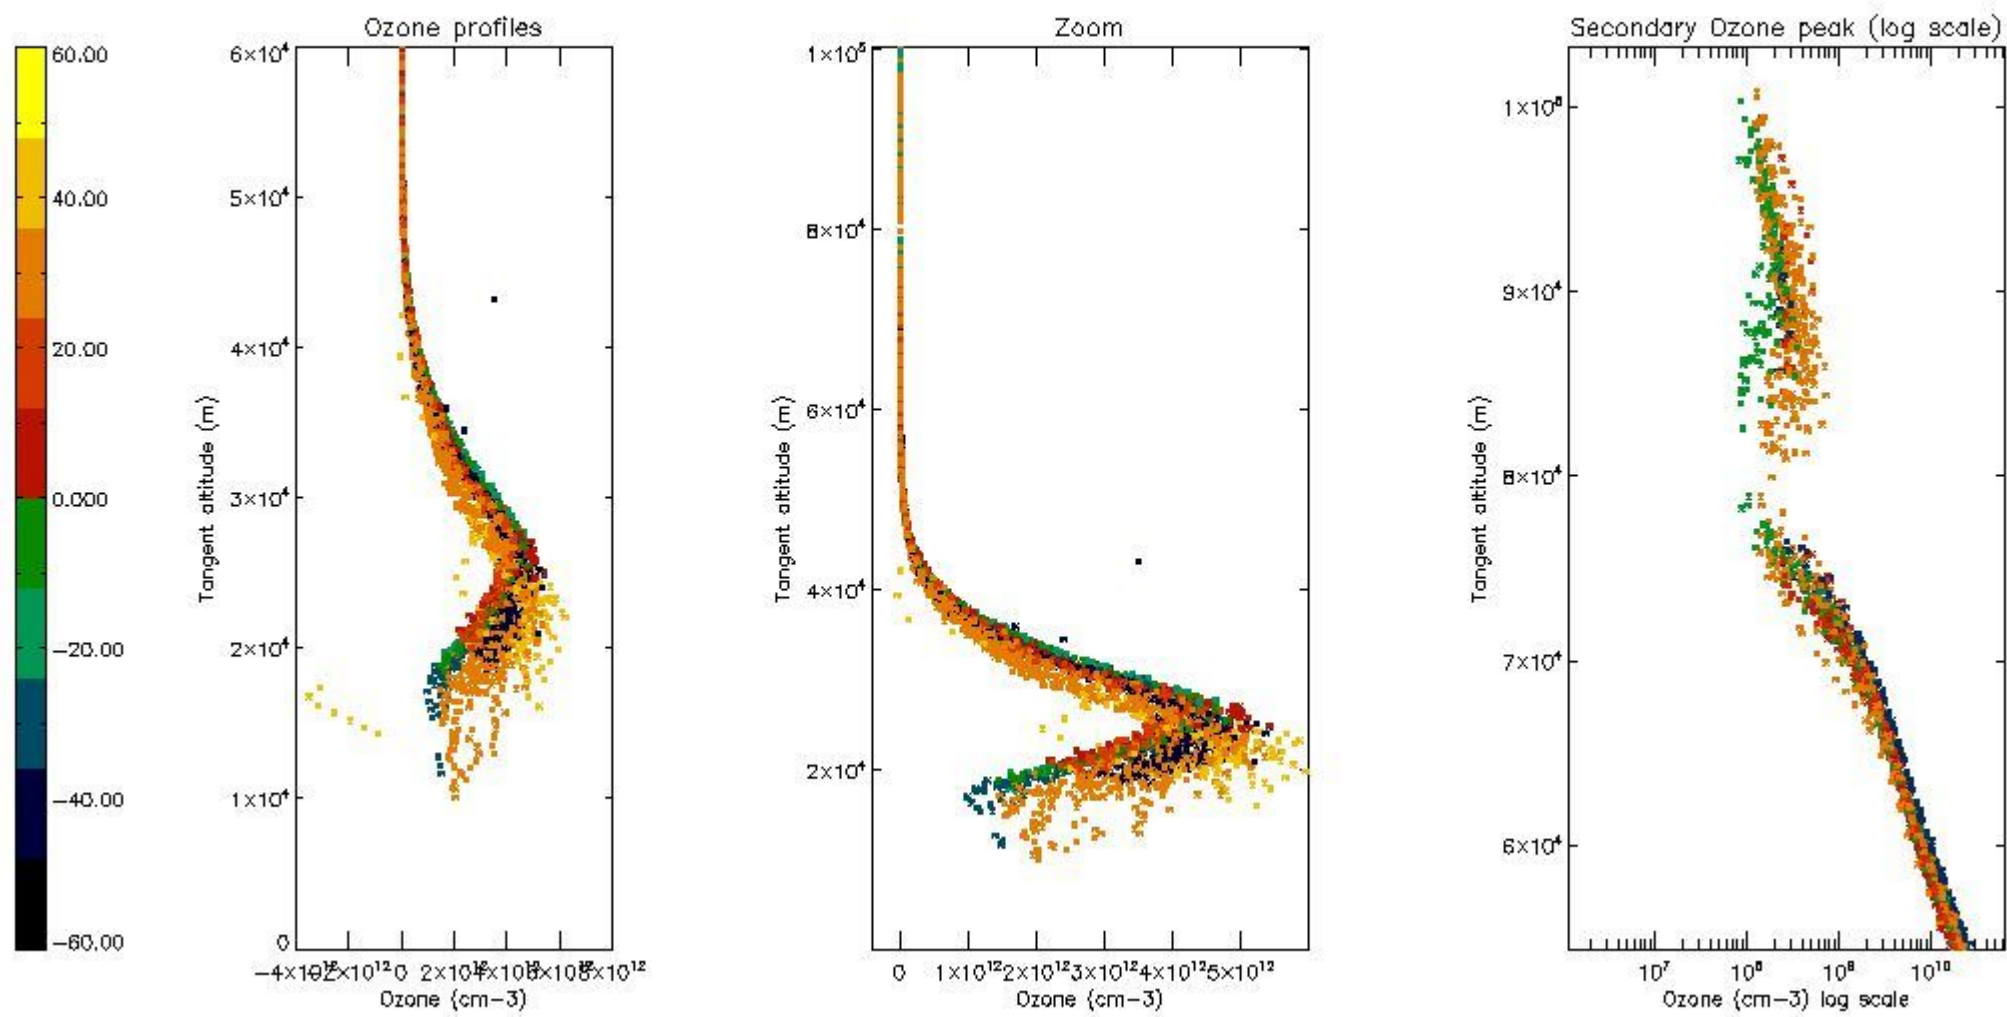 Ozone profiles
Zoom
Secondary Ozone peak (log scale)
60.00
40.00
20.00
−20.00
−40.00
−60.00
6×10⁴
5×10⁴
4×10⁴
3×10⁴
2×10⁴
1×10⁴
0
Tangent altitude (m)
0
Ozone (cm−3)
1×10⁵
8×10⁴
6×10⁴
4×10⁴
2×10⁴
Tangent altitude (m)
0 1×10¹² 2×10¹² 3×10¹² 4×10¹² 5×10¹²
Ozone (cm−3)
9×10⁴
8×10⁴
7×10⁴
6×10⁴
Tangent altitude (m)
10⁷ 10⁸ 10⁹ 10¹⁰
Ozone (cm−3) log scale